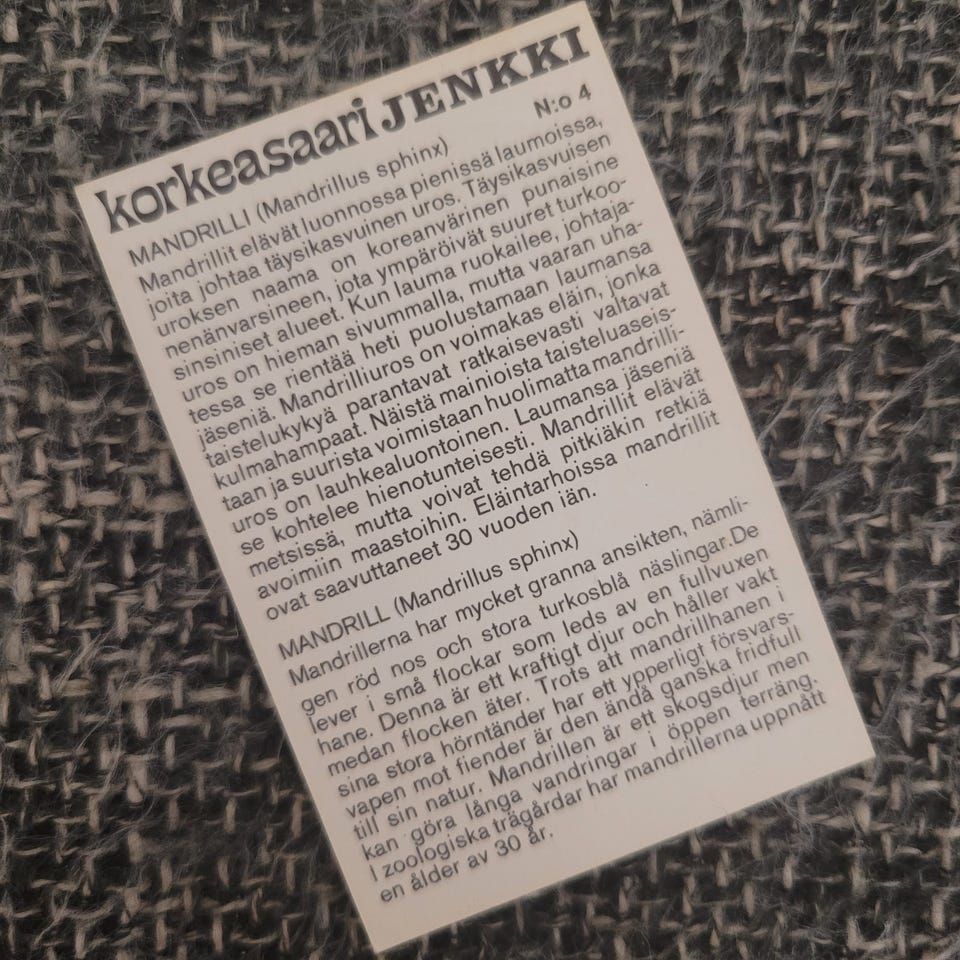 korkeasaari JENKKI
N:o 4
MANDRILLI (Mandrillus sphinx)
Mandrillit elävät luonnossa pienissä laumoissa,
joita johtaa täysikasvuinen uros. Täysikasvuisen
uroksen naama on koreanvärinen punaisine
nenänvarsineen, jota ympäröivät suuret turkoo-
sinsiniset alueet. Kun lauma ruokailee, johtaja-
uros on hieman sivummalla, mutta vaaran uha-
tessa se rientää heti puolustamaan laumansa
jäseniä. Mandrilliuros on voimakas eläin, jonka
taistelukykyä parantavat ratkaisevasti valtavat
kulmahampaat. Näistä mainioista taisteluaseis-
taan ja suurista voimistaan huolimatta mandrilli-
uros on lauhkealuontoinen. Laumansa jäseniä
se kohtelee hienotunteisesti. Mandrillit elävät
metsissä, mutta voivat tehdä pitkiäkin retkiä
avoimiin maastoihin. Eläintarhoissa mandrillit
ovat saavuttaneet 30 vuoden iän.
MANDRILL (Mandrillus sphinx)
Mandrillerna har mycket granna ansikten, nämli-
gen röd nos och stora turkosblå näslingar.De
lever i små flockar som leds av en fullvuxen
hane. Denna är ett kraftigt djur och håller vakt
medan flocken äter. Trots att mandrillhanen i
sina stora hörntänder har ett ypperligt försvars-
vapen mot fiender är den ändå ganska fridfull
till sin natur. Mandrillen är ett skogsdjur men
kan göra långa vandringar i öppen terräng.
I zoologiska trägårdar har mandrillerna uppnått
en ålder av 30 år.